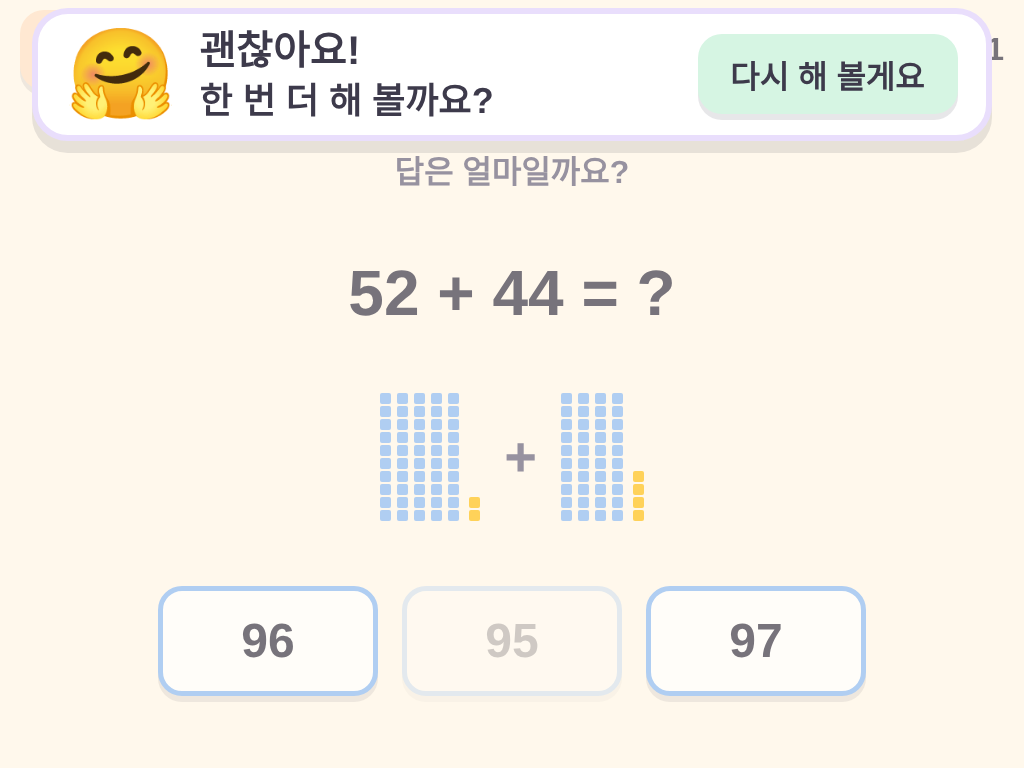 괜찮아요!
한 번 더 해 볼까요?
다시 해 볼게요
1
답은 얼마일까요?
52 + 44 = ?
+
96
95
97